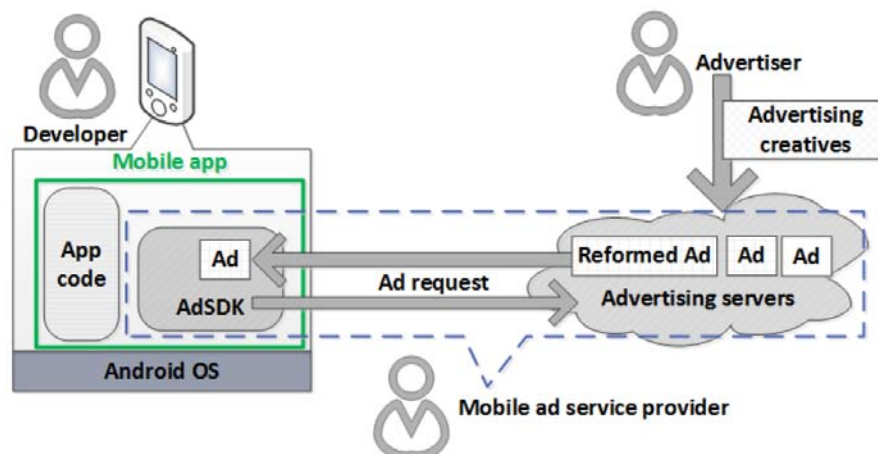 Developer
Mobile app
App
code
Ad
AdSDK
Android OS
Ad request
Advertiser
Advertising
creatives
Reformed Ad
Ad
Ad
Advertising servers
Mobile ad service provider